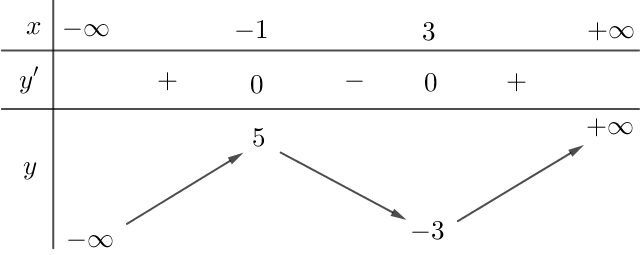 x −∞ −1 3 +∞
y′ + 0 − 0 +
y −∞ 5 −3 +∞